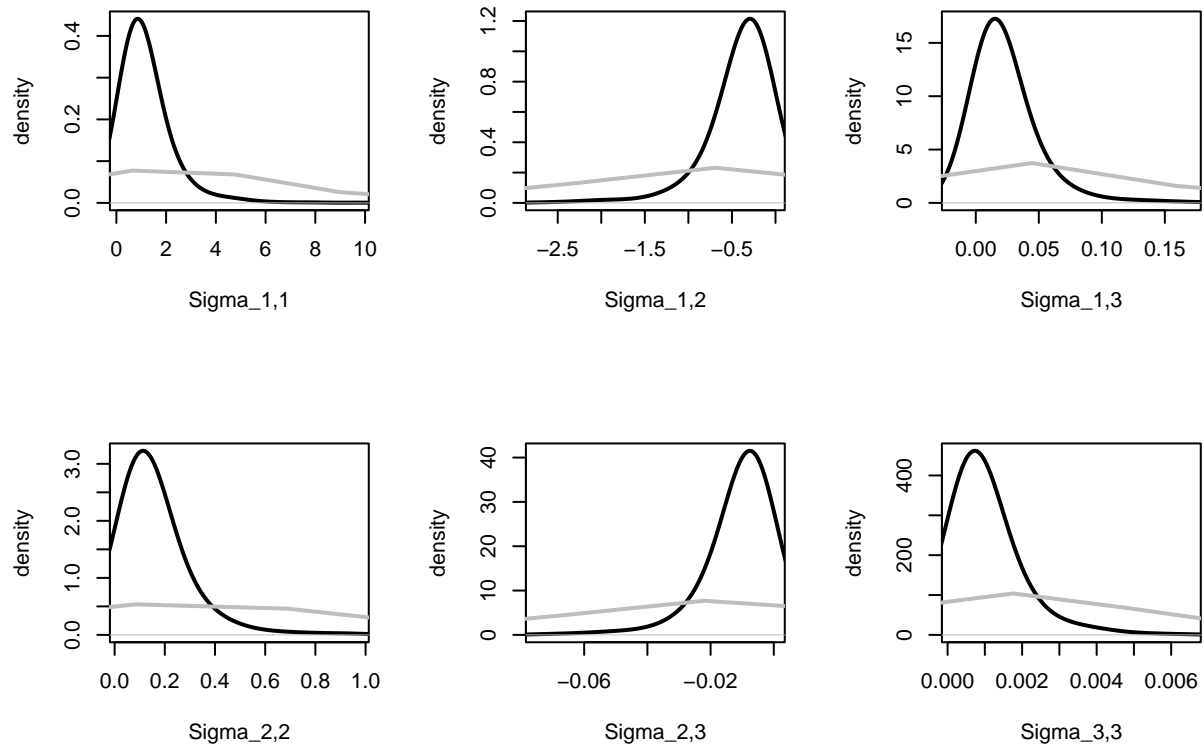 density
0.0 0.2 0.4
0 2 4 6 8 10
Sigma_1,1
density
0.0 0.4 0.8 1.2
−2.5 −1.5 −0.5
Sigma_1,2
density
0 5 10 15
0.00 0.05 0.10 0.15
Sigma_1,3
density
0.0 1.0 2.0 3.0
0.0 0.2 0.4 0.6 0.8 1.0
Sigma_2,2
density
0 10 20 30 40
−0.06 −0.02
Sigma_2,3
density
0 200 400
0.000 0.002 0.004 0.006
Sigma_3,3